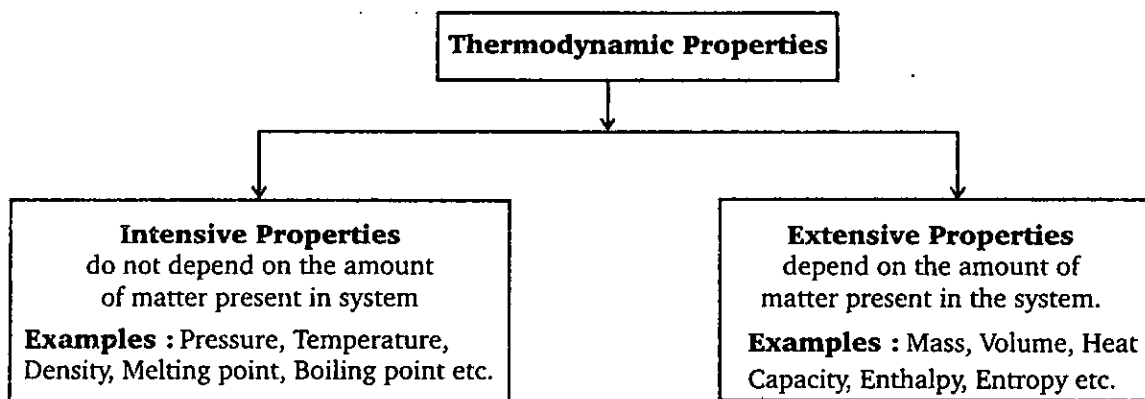 Thermodynamic Properties
Intensive Properties
do not depend on the amount
of matter present in system
Examples : Pressure, Temperature,
Density, Melting point, Boiling point etc.
Extensive Properties
depend on the amount of
matter present in the system.
Examples : Mass, Volume, Heat
Capacity, Enthalpy, Entropy etc.